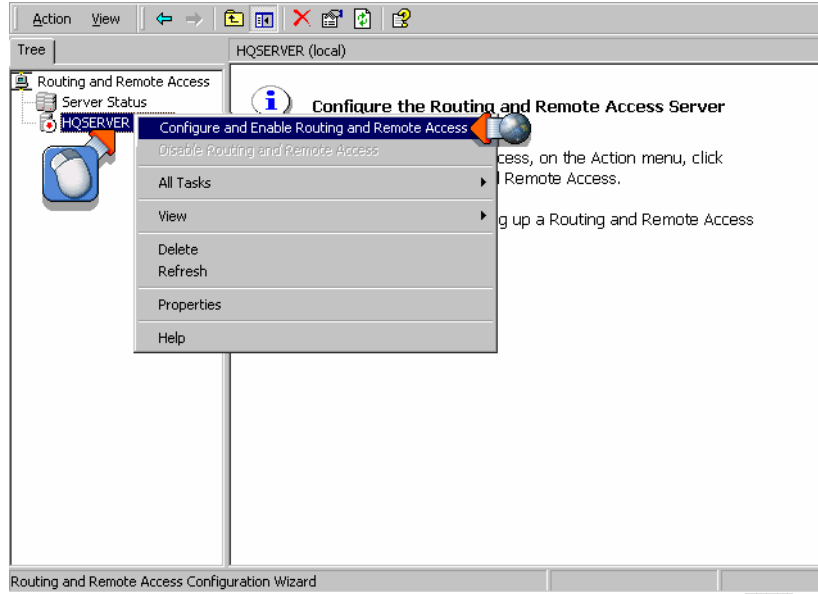 Action View
Tree
HQSERVER (local)
Routing and Remote Access
Server Status
HQSERVER
Configure the Routing and Remote Access Server
Configure and Enable Routing and Remote Access
Disable Routing and Remote Access
cess, on the Action menu, click
Remote Access.
All Tasks
View
g up a Routing and Remote Access
Delete
Refresh
Properties
Help
Routing and Remote Access Configuration Wizard